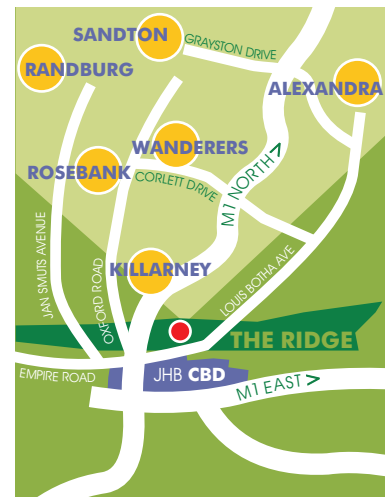 SANDTON
GRAYSTON DRIVE
RANDBURG
ALEXANDRA
WANDERERS
ROSEBANK
CORLETT DRIVE
M1 NORTH >
JAN SMUTS AVENUE
OXFORD ROAD
KILLARNEY
LOUIS BOTHA AVE
THE RIDGE
EMPIRE ROAD
JHB CBD
M1 EAST >